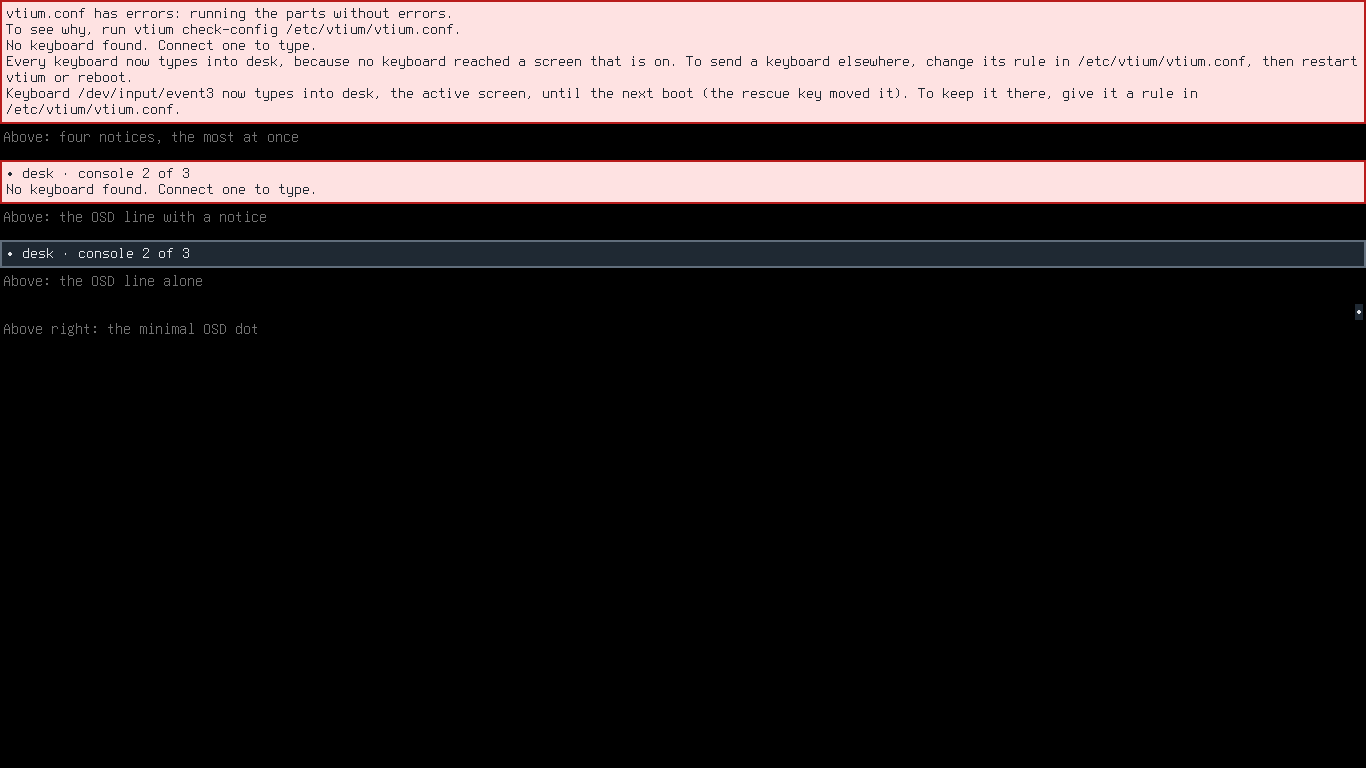 vtium.conf has errors: running the parts without errors.
To see why, run vtium check-config /etc/vtium/vtium.conf.
No keyboard found. Connect one to type.
Every keyboard now types into desk, because no keyboard reached a screen that is on. To send a keyboard elsewhere, change its rule in /etc/vtium/vtium.conf, then restart
vtium or reboot.
Keyboard /dev/input/event3 now types into desk, the active screen, until the next boot (the rescue key moved it). To keep it there, give it a rule in
/etc/vtium/vtium.conf.
Above: four notices, the most at once
• desk · console 2 of 3
No keyboard found. Connect one to type.
Above: the OSD line with a notice
• desk · console 2 of 3
Above: the OSD line alone
•
Above right: the minimal OSD dot